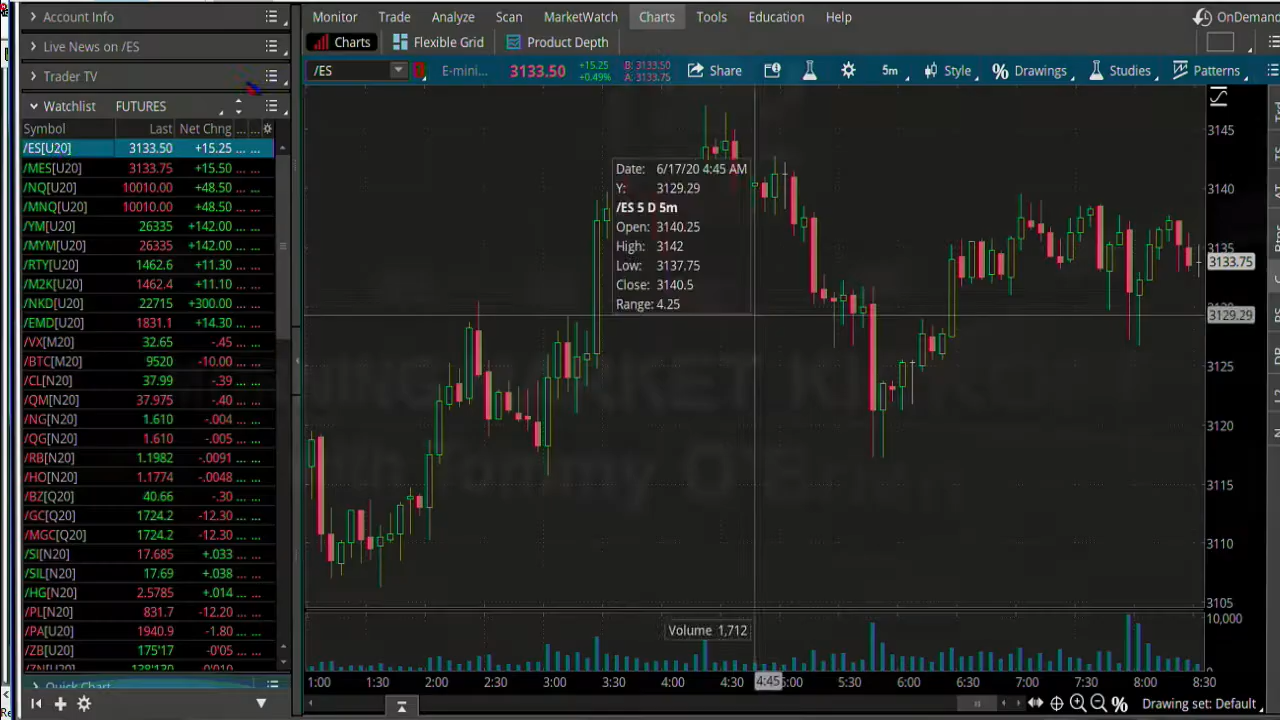 Account Info
Live News on /ES
Trader TV
Watchlist FUTURES
Symbol Last Net Chng ... ...
/ES[U20] 3133.50 +15.25 ... ...
/MES[U20] 3133.75 +15.50 ... ...
/NQ[U20] 10010.00 +48.50 ... ...
/MNQ[U20] 10010.00 +48.50 ... ...
/YM[U20] 26335 +142.00 ... ...
/MYM[U20] 26335 +142.00 ... ...
/RTY[U20] 1462.6 +11.30 ... ...
/M2K[U20] 1462.4 +11.10 ... ...
/NKD[U20] 22715 +300.00 ... ...
/EMD[U20] 1831.1 +14.30 ... ...
/VX[M20] 32.65 -.45 ... ...
/BTC[M20] 9520 -10.00 ... ...
/CL[N20] 37.99 -.39 ... ...
/QM[N20] 37.975 -.40 ... ...
/NG[N20] 1.610 -.004 ... ...
/QG[N20] 1.610 -.005 ... ...
/RB[N20] 1.1982 -.0091 ... ...
/HO[N20] 1.1774 -.0048 ... ...
/BZ[Q20] 40.66 -.30 ... ...
/GC[Q20] 1724.2 -12.30 ... ...
/MGC[Q20] 1724.2 -12.30 ... ...
/SI[N20] 17.685 +.033 ... ...
/SIL[N20] 17.69 +.038 ... ...
/HG[N20] 2.5785 +.014 ... ...
/PL[N20] 831.7 -12.20 ... ...
/PA[U20] 1940.9 -1.80 ... ...
/ZB[U20] 175'17 -0'05 ... ...
/ZN[U20] 138'130 -0'010 ... ...
Quick Chart
Monitor Trade Analyze Scan MarketWatch Charts Tools Education Help
OnDemand
Charts Flexible Grid Product Depth
/ES E-mini... 3133.50 +15.25 B: 3133.50
+0.49% A: 3133.75
Share 5m Style % Drawings Studies Patterns
Date: 6/17/20 4:45 AM
Y: 3129.29
/ES 5 D 5m
Open: 3140.25
High: 3142
Low: 3137.75
Close: 3140.5
Range: 4.25
3145
3140
3135
3133.75
3130
3129.29
3125
3120
3115
3110
3105
10,000
0
Volume 1,712
1:00 1:30 2:00 2:30 3:00 3:30 4:00 4:30 4:45 5:00 5:30 6:00 6:30 7:00 7:30 8:00 8:30
% Drawing set: Default